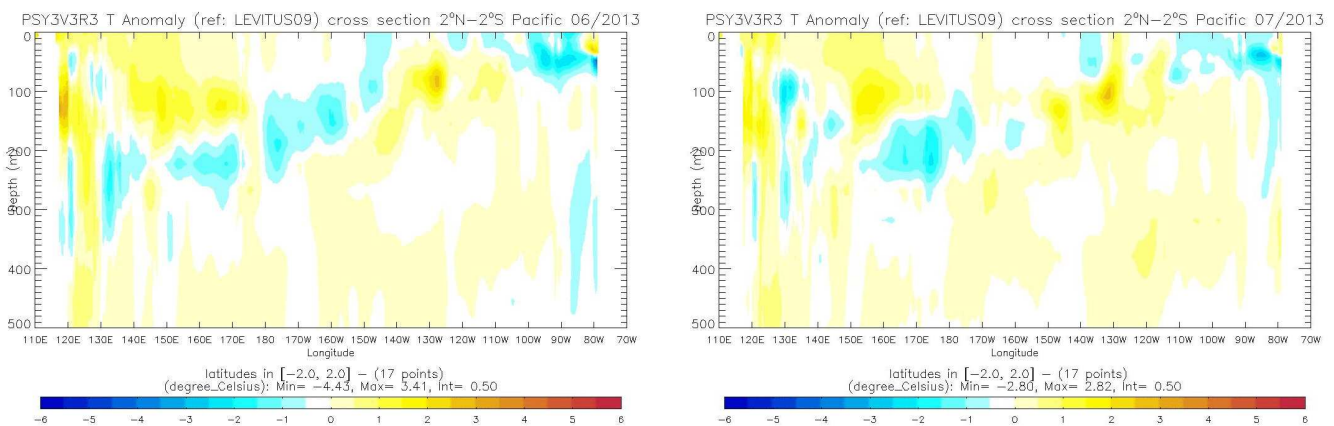 PSY3V3R3 T Anomaly (ref: LEVITUS09) cross section 2°N-2°S Pacific 06/2013
0
100
200
300
400
500
Depth (m)
110E 120E 130E 140E 150E 160E 170E 180 170W 160W 150W 140W 130W 120W 110W 100W 90W 80W 70W
Longitude
latitudes in [-2.0, 2.0] - (17 points)
(degree_Celsius): Min= -4.43, Max= 3.41, Int= 0.50
-6 -5 -4 -3 -2 -1 0 1 2 3 4 5 6
PSY3V3R3 T Anomaly (ref: LEVITUS09) cross section 2°N-2°S Pacific 07/2013
0
100
200
300
400
500
Depth (m)
110E 120E 130E 140E 150E 160E 170E 180 170W 160W 150W 140W 130W 120W 110W 100W 90W 80W 70W
Longitude
latitudes in [-2.0, 2.0] - (17 points)
(degree_Celsius): Min= -2.80, Max= 2.82, Int= 0.50
-6 -5 -4 -3 -2 -1 0 1 2 3 4 5 6